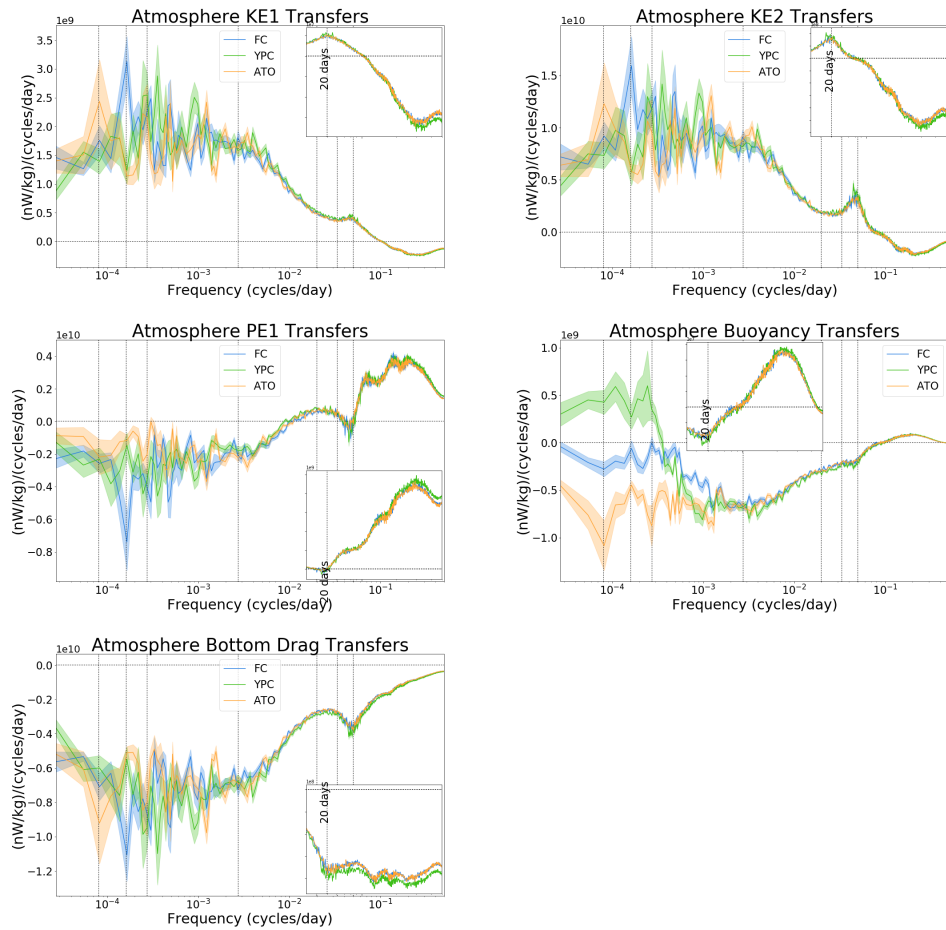 Atmosphere KE1 Transfers
1e9
(nW/kg)/(cycles/day)
3.5
3.0
2.5
2.0
1.5
1.0
0.5
0.0
FC
YPC
ATO
20 days
10⁻⁴
10⁻³
10⁻²
10⁻¹
Frequency (cycles/day)
Atmosphere KE2 Transfers
1e10
(nW/kg)/(cycles/day)
1.5
1.0
0.5
0.0
FC
YPC
ATO
20 days
10⁻⁴
10⁻³
10⁻²
10⁻¹
Frequency (cycles/day)
Atmosphere PE1 Transfers
1e10
(nW/kg)/(cycles/day)
0.4
0.2
0.0
−0.2
−0.4
−0.6
−0.8
FC
YPC
ATO
1e9
20 days
10⁻⁴
10⁻³
10⁻²
10⁻¹
Frequency (cycles/day)
Atmosphere Buoyancy Transfers
1e9
(nW/kg)/(cycles/day)
1.0
0.5
0.0
−0.5
−1.0
FC
YPC
ATO
20 days
10⁻⁴
10⁻³
10⁻²
10⁻¹
Frequency (cycles/day)
Atmosphere Bottom Drag Transfers
1e10
(nW/kg)/(cycles/day)
0.0
−0.2
−0.4
−0.6
−0.8
−1.0
−1.2
FC
YPC
ATO
1e8
20 days
10⁻⁴
10⁻³
10⁻²
10⁻¹
Frequency (cycles/day)